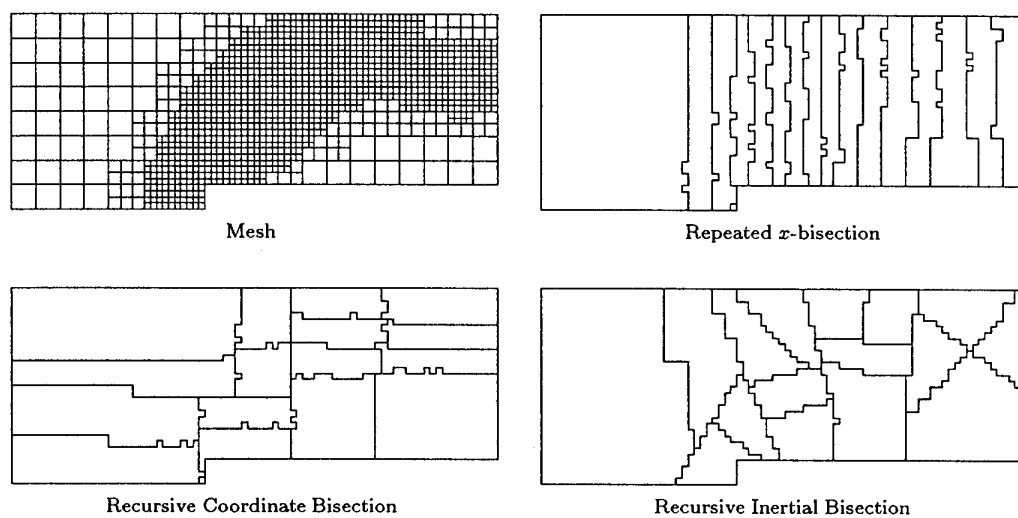 Mesh
Repeated x-bisection
Recursive Coordinate Bisection
Recursive Inertial Bisection